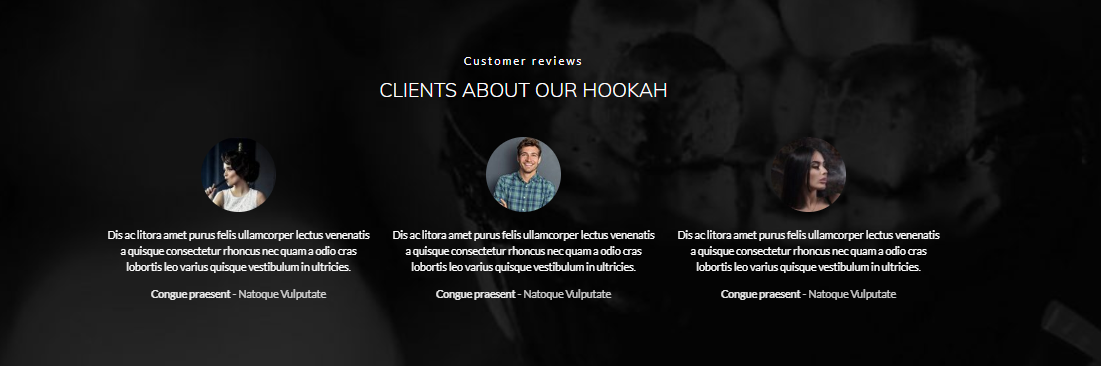 Customer reviews
CLIENTS ABOUT OUR HOOKAH
Dis ac litora amet purus felis ullamcorper lectus venenatis
a quisque consectetur rhoncus nec quam a odio cras
lobortis leo varius quisque vestibulum in ultricies.
Congue praesent - Natoque Vulputate
Dis ac litora amet purus felis ullamcorper lectus venenatis
a quisque consectetur rhoncus nec quam a odio cras
lobortis leo varius quisque vestibulum in ultricies.
Congue praesent - Natoque Vulputate
Dis ac litora amet purus felis ullamcorper lectus venenatis
a quisque consectetur rhoncus nec quam a odio cras
lobortis leo varius quisque vestibulum in ultricies.
Congue praesent - Natoque Vulputate